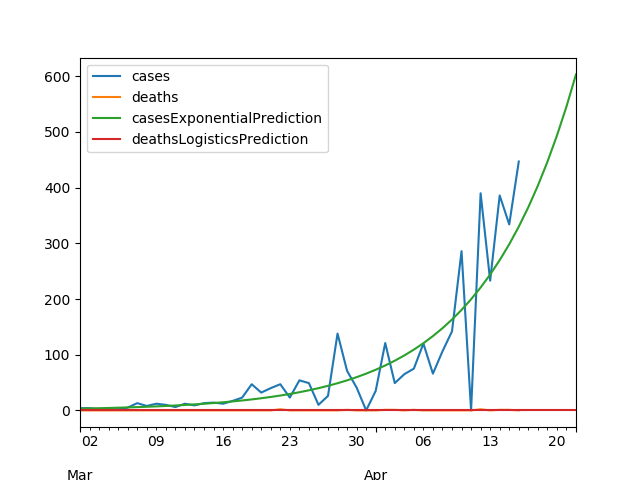 cases
deaths
casesExponentialPrediction
deathsLogisticsPrediction
600
500
400
300
200
100
0
02 09 16 23 30 06 13 20
Mar Apr